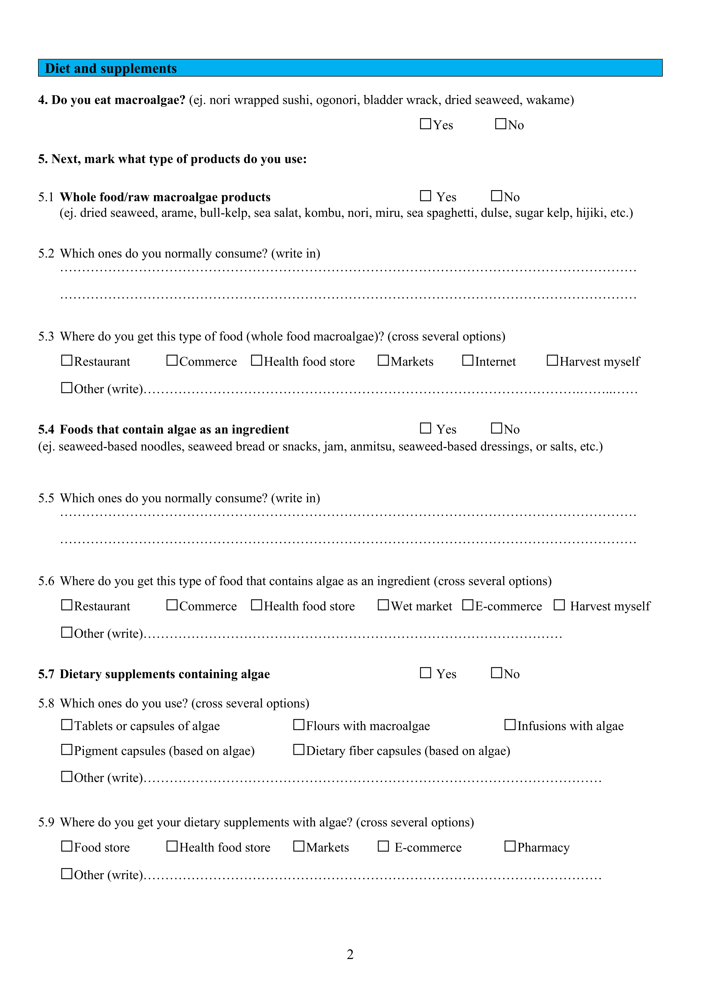 Diet and supplements
4. Do you eat macroalgae? (ej. nori wrapped sushi, ogonori, bladder wrack, dried seaweed, wakame)
☐Yes ☐No
5. Next, mark what type of products do you use:
5.1 Whole food/raw macroalgae products ☐ Yes ☐No
(ej. dried seaweed, arame, bull-kelp, sea salat, kombu, nori, miru, sea spaghetti, dulse, sugar kelp, hijiki, etc.)
5.2 Which ones do you normally consume? (write in)
……………………………………………………………………………………………………………………
……………………………………………………………………………………………………………………
5.3 Where do you get this type of food (whole food macroalgae)? (cross several options)
☐Restaurant ☐Commerce ☐Health food store ☐Markets ☐Internet ☐Harvest myself
☐Other (write)……………………………………………………………………………………….……..……
5.4 Foods that contain algae as an ingredient ☐ Yes ☐No
(ej. seaweed-based noodles, seaweed bread or snacks, jam, anmitsu, seaweed-based dressings, or salts, etc.)
5.5 Which ones do you normally consume? (write in)
……………………………………………………………………………………………………………………
……………………………………………………………………………………………………………………
5.6 Where do you get this type of food that contains algae as an ingredient (cross several options)
☐Restaurant ☐Commerce ☐Health food store ☐Wet market ☐E-commerce ☐ Harvest myself
☐Other (write)……………………………………………………………………………………
5.7 Dietary supplements containing algae ☐ Yes ☐No
5.8 Which ones do you use? (cross several options)
☐Tablets or capsules of algae ☐Flours with macroalgae ☐Infusions with algae
☐Pigment capsules (based on algae) ☐Dietary fiber capsules (based on algae)
☐Other (write)……………………………………………………………………………………………
5.9 Where do you get your dietary supplements with algae? (cross several options)
☐Food store ☐Health food store ☐Markets ☐ E-commerce ☐Pharmacy
☐Other (write)……………………………………………………………………………………………
2